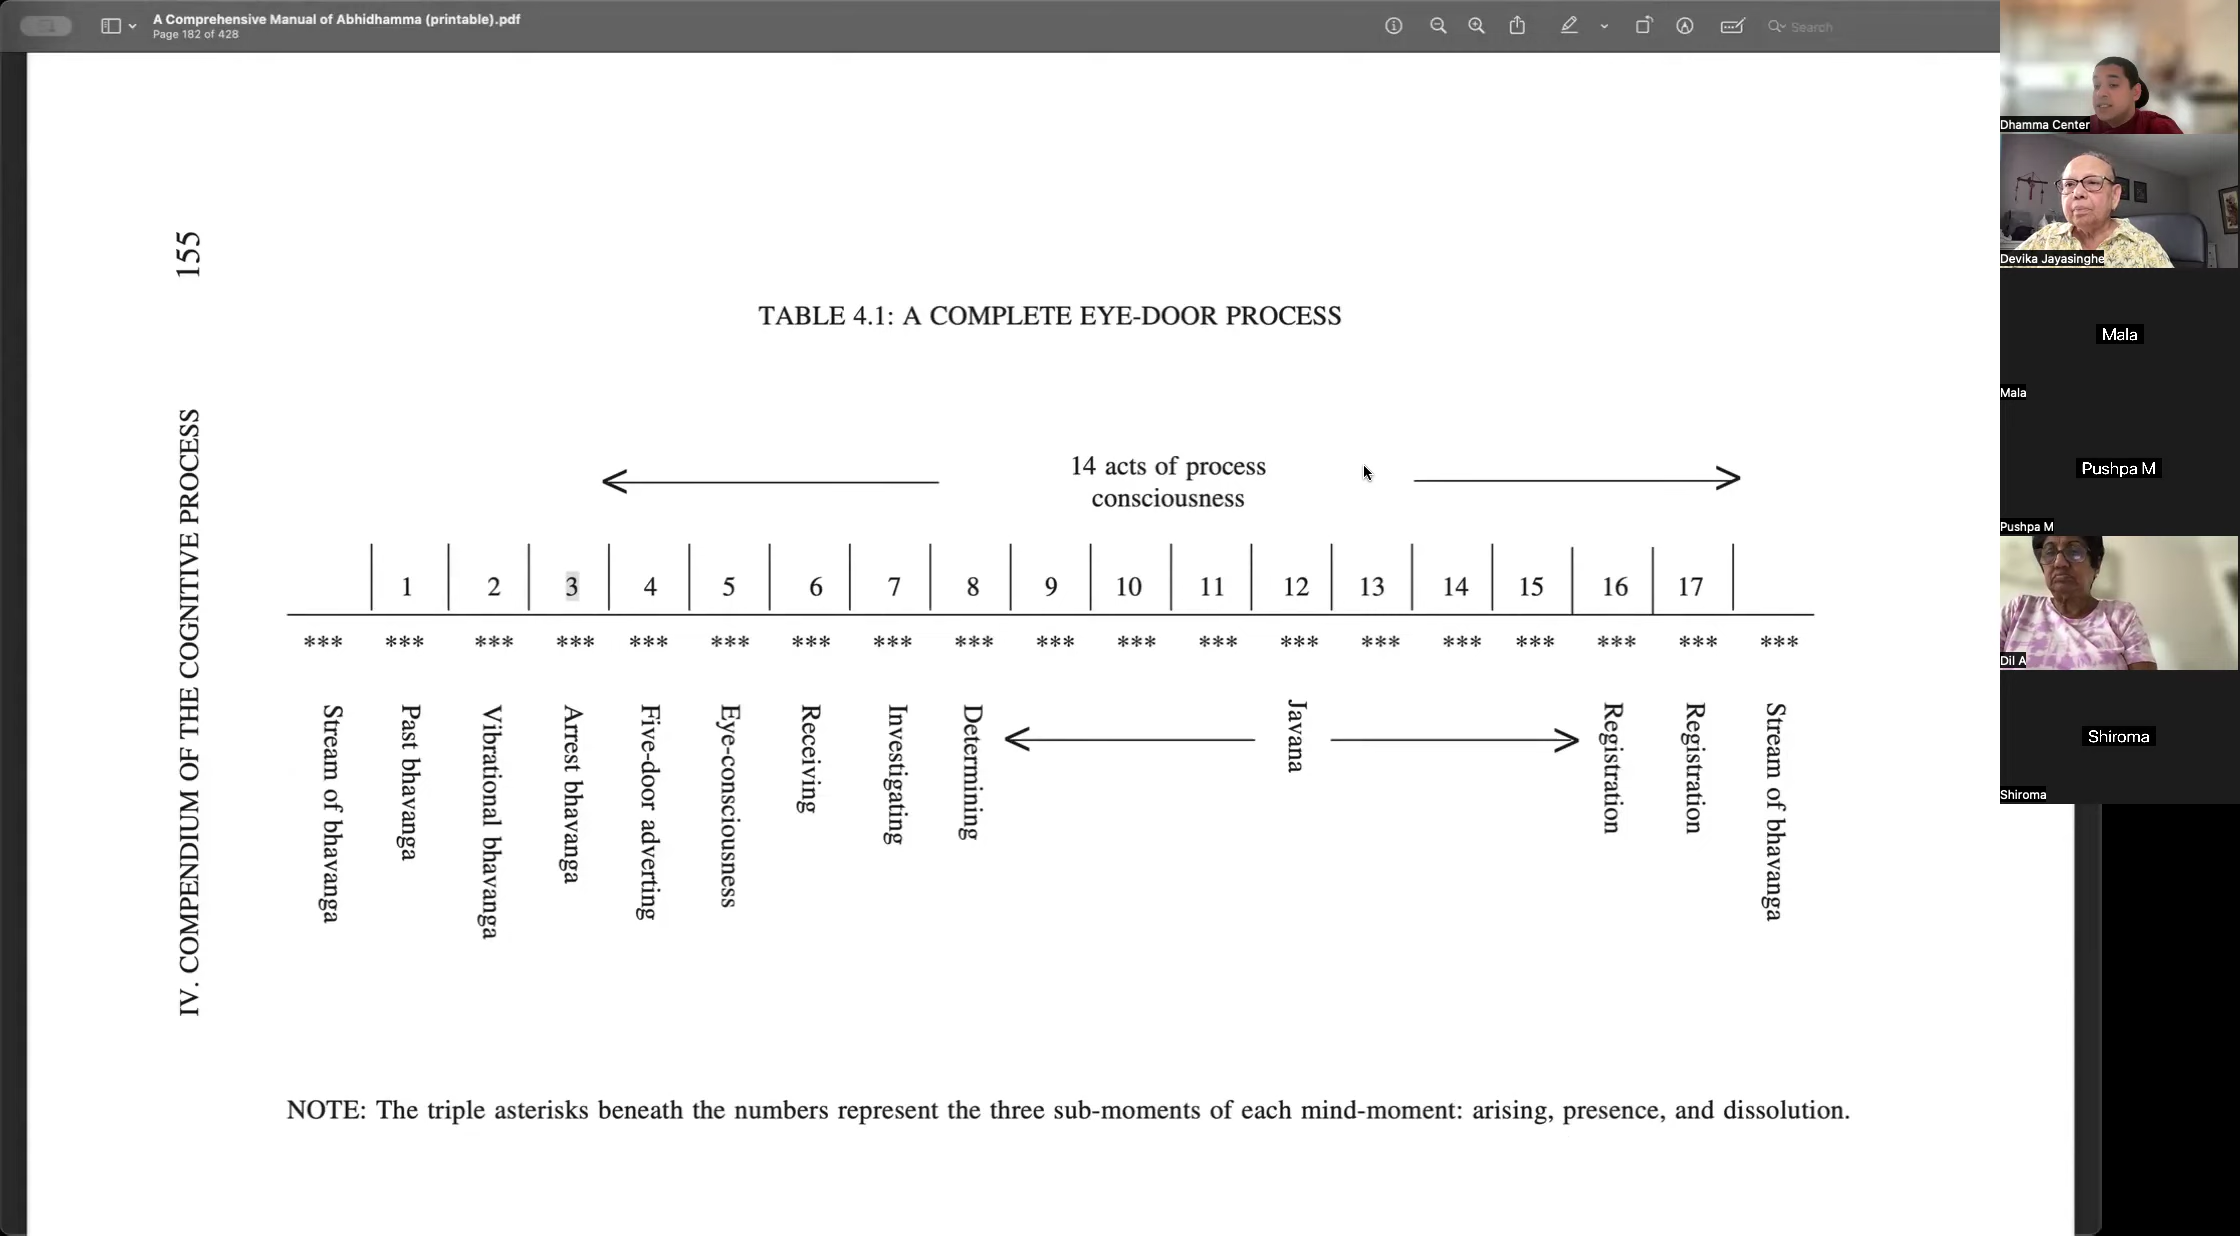 A Comprehensive Manual of Abhidhamma (printable).pdf
Page 182 of 428
Search
155
IV. COMPENDIUM OF THE COGNITIVE PROCESS
TABLE 4.1: A COMPLETE EYE-DOOR PROCESS
14 acts of process
consciousness
1 2 3 4 5 6 7 8 9 10 11 12 13 14 15 16 17
*** *** *** *** *** *** *** *** *** *** *** *** *** *** *** *** *** *** ***
Stream of bhavanga
Past bhavanga
Vibrational bhavanga
Arrest bhavanga
Five-door adverting
Eye-consciousness
Receiving
Investigating
Determining
Javana
Registration
Registration
Stream of bhavanga
NOTE: The triple asterisks beneath the numbers represent the three sub-moments of each mind-moment: arising, presence, and dissolution.
Dhamma Center
Devika Jayasinghe
Mala
Mala
Pushpa M
Pushpa M
Dil A
Shiroma
Shiroma